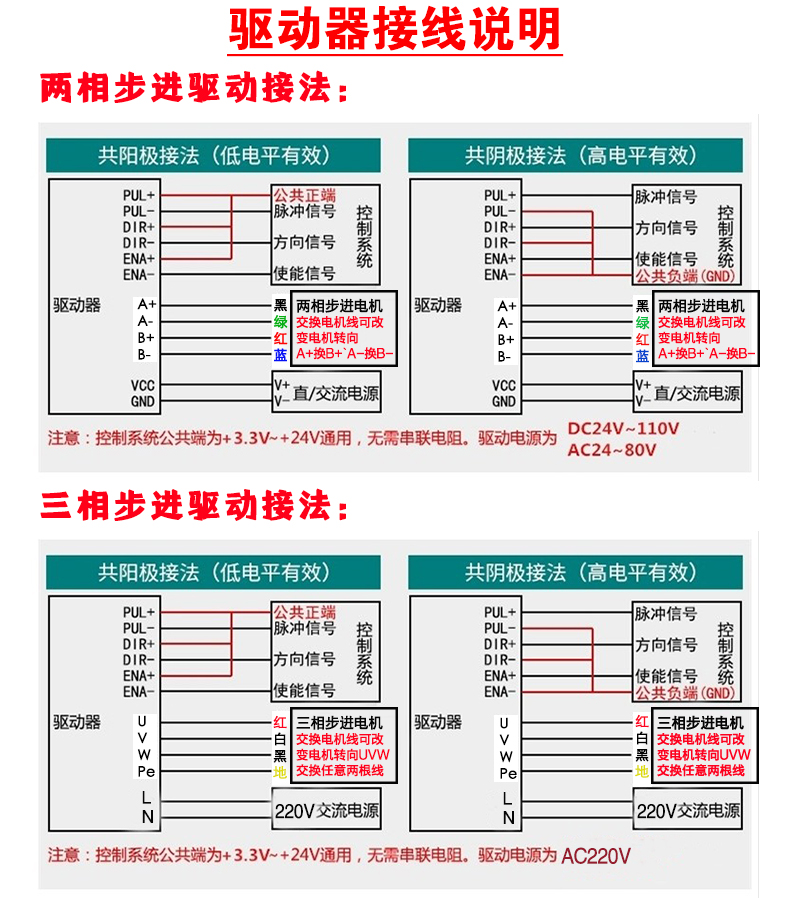 驱动器接线说明
两相步进驱动接法：
共阳极接法（低电平有效）
PUL+
PUL-
DIR+
DIR-
ENA+
ENA-
公共正端
脉冲信号
方向信号
使能信号
控制系统
驱动器
A+
A-
B+
B-
黑
绿
红
蓝
两相步进电机
交换电机线可改
变电机转向
A+换B+`A-换B-
VCC
GND
V+
V-
直/交流电源
共阴极接法（高电平有效）
PUL+
PUL-
DIR+
DIR-
ENA+
ENA-
脉冲信号
方向信号
使能信号
公共负端(GND)
控制系统
驱动器
A+
A-
B+
B-
黑
绿
红
蓝
两相步进电机
交换电机线可改
变电机转向
A+换B+`A-换B-
VCC
GND
V+
V-
直/交流电源
注意：控制系统公共端为+3.3V~+24V通用，无需串联电阻。驱动电源为
DC24V~110V
AC24~80V
三相步进驱动接法：
共阳极接法（低电平有效）
PUL+
PUL-
DIR+
DIR-
ENA+
ENA-
公共正端
脉冲信号
方向信号
使能信号
控制系统
驱动器
U
V
W
Pe
红
白
黑
地
三相步进电机
交换电机线可改
变电机转向UVW
交换任意两根线
L
N
220V交流电源
共阴极接法（高电平有效）
PUL+
PUL-
DIR+
DIR-
ENA+
ENA-
脉冲信号
方向信号
使能信号
公共负端(GND)
控制系统
驱动器
U
V
W
Pe
红
白
黑
地
三相步进电机
交换电机线可改
变电机转向UVW
交换任意两根线
L
N
220V交流电源
注意：控制系统公共端为+3.3V~+24V通用，无需串联电阻。驱动电源为 AC220V